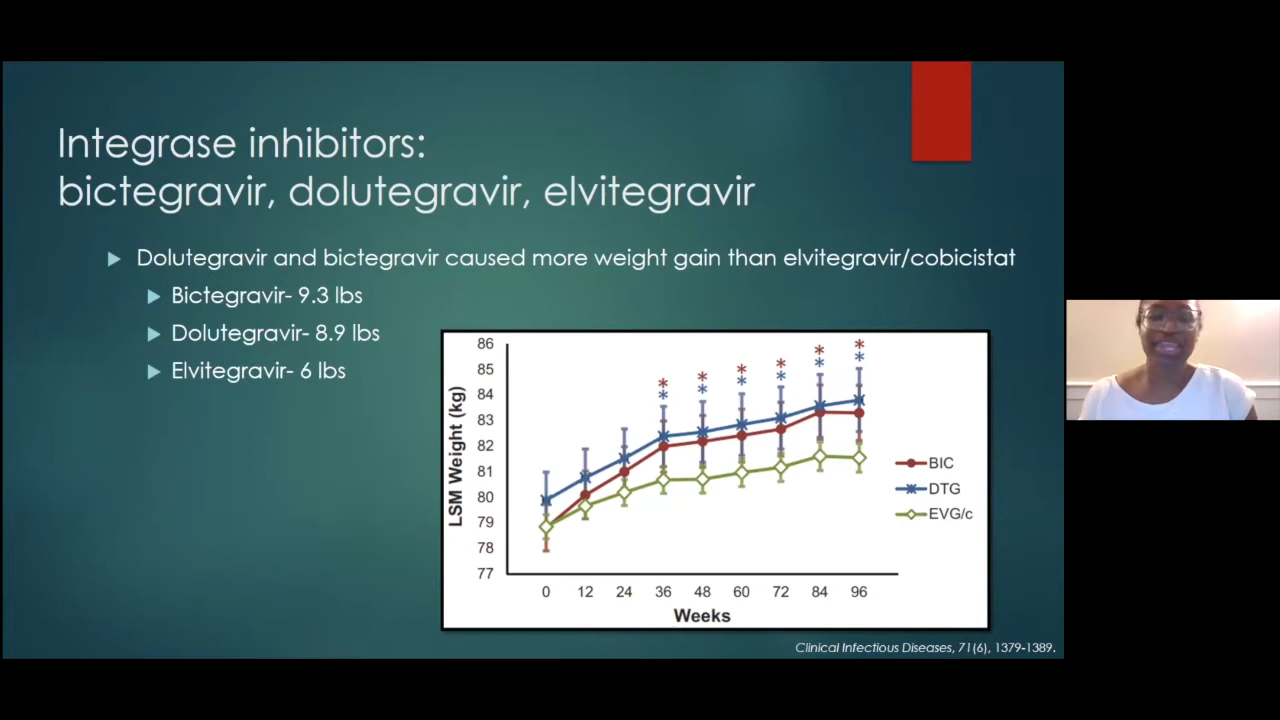 Integrase inhibitors:
bictegravir, dolutegravir, elvitegravir
Dolutegravir and bictegravir caused more weight gain than elvitegravir/cobicistat
Bictegravir- 9.3 lbs
Dolutegravir- 8.9 lbs
Elvitegravir- 6 lbs
LSM Weight (kg)
86
85
84
83
82
81
80
79
78
77
* * * * * *
* * * * * *
BIC
DTG
EVG/c
0 12 24 36 48 60 72 84 96
Weeks
Clinical Infectious Diseases, 71(6), 1379-1389.